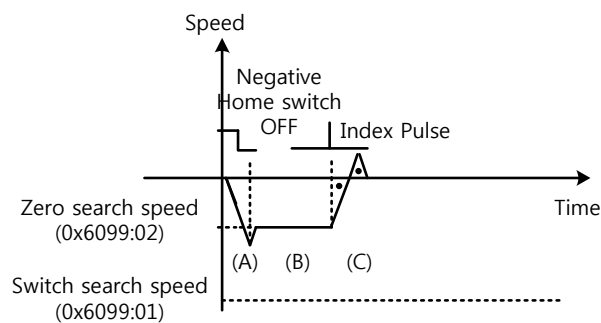 Speed
Negative
Home switch
OFF
Index Pulse
Time
Zero search speed
(0x6099:02)
(A)
(B)
(C)
Switch search speed
(0x6099:01)